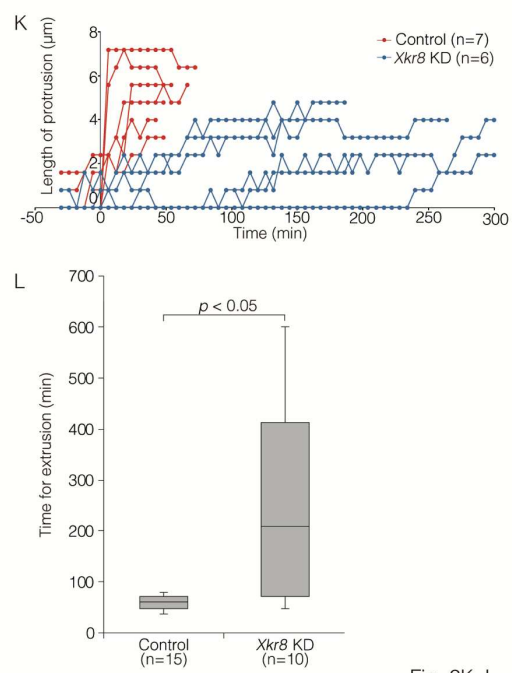 K
Length of protrusion (μm)
8
6
4
2
0
-50
0
50
100
150
200
250
300
Time (min)
Control (n=7)
Xkr8 KD (n=6)
L
Time for extrusion (min)
700
600
500
400
300
200
100
0
p < 0.05
Control
(n=15)
Xkr8 KD
(n=10)